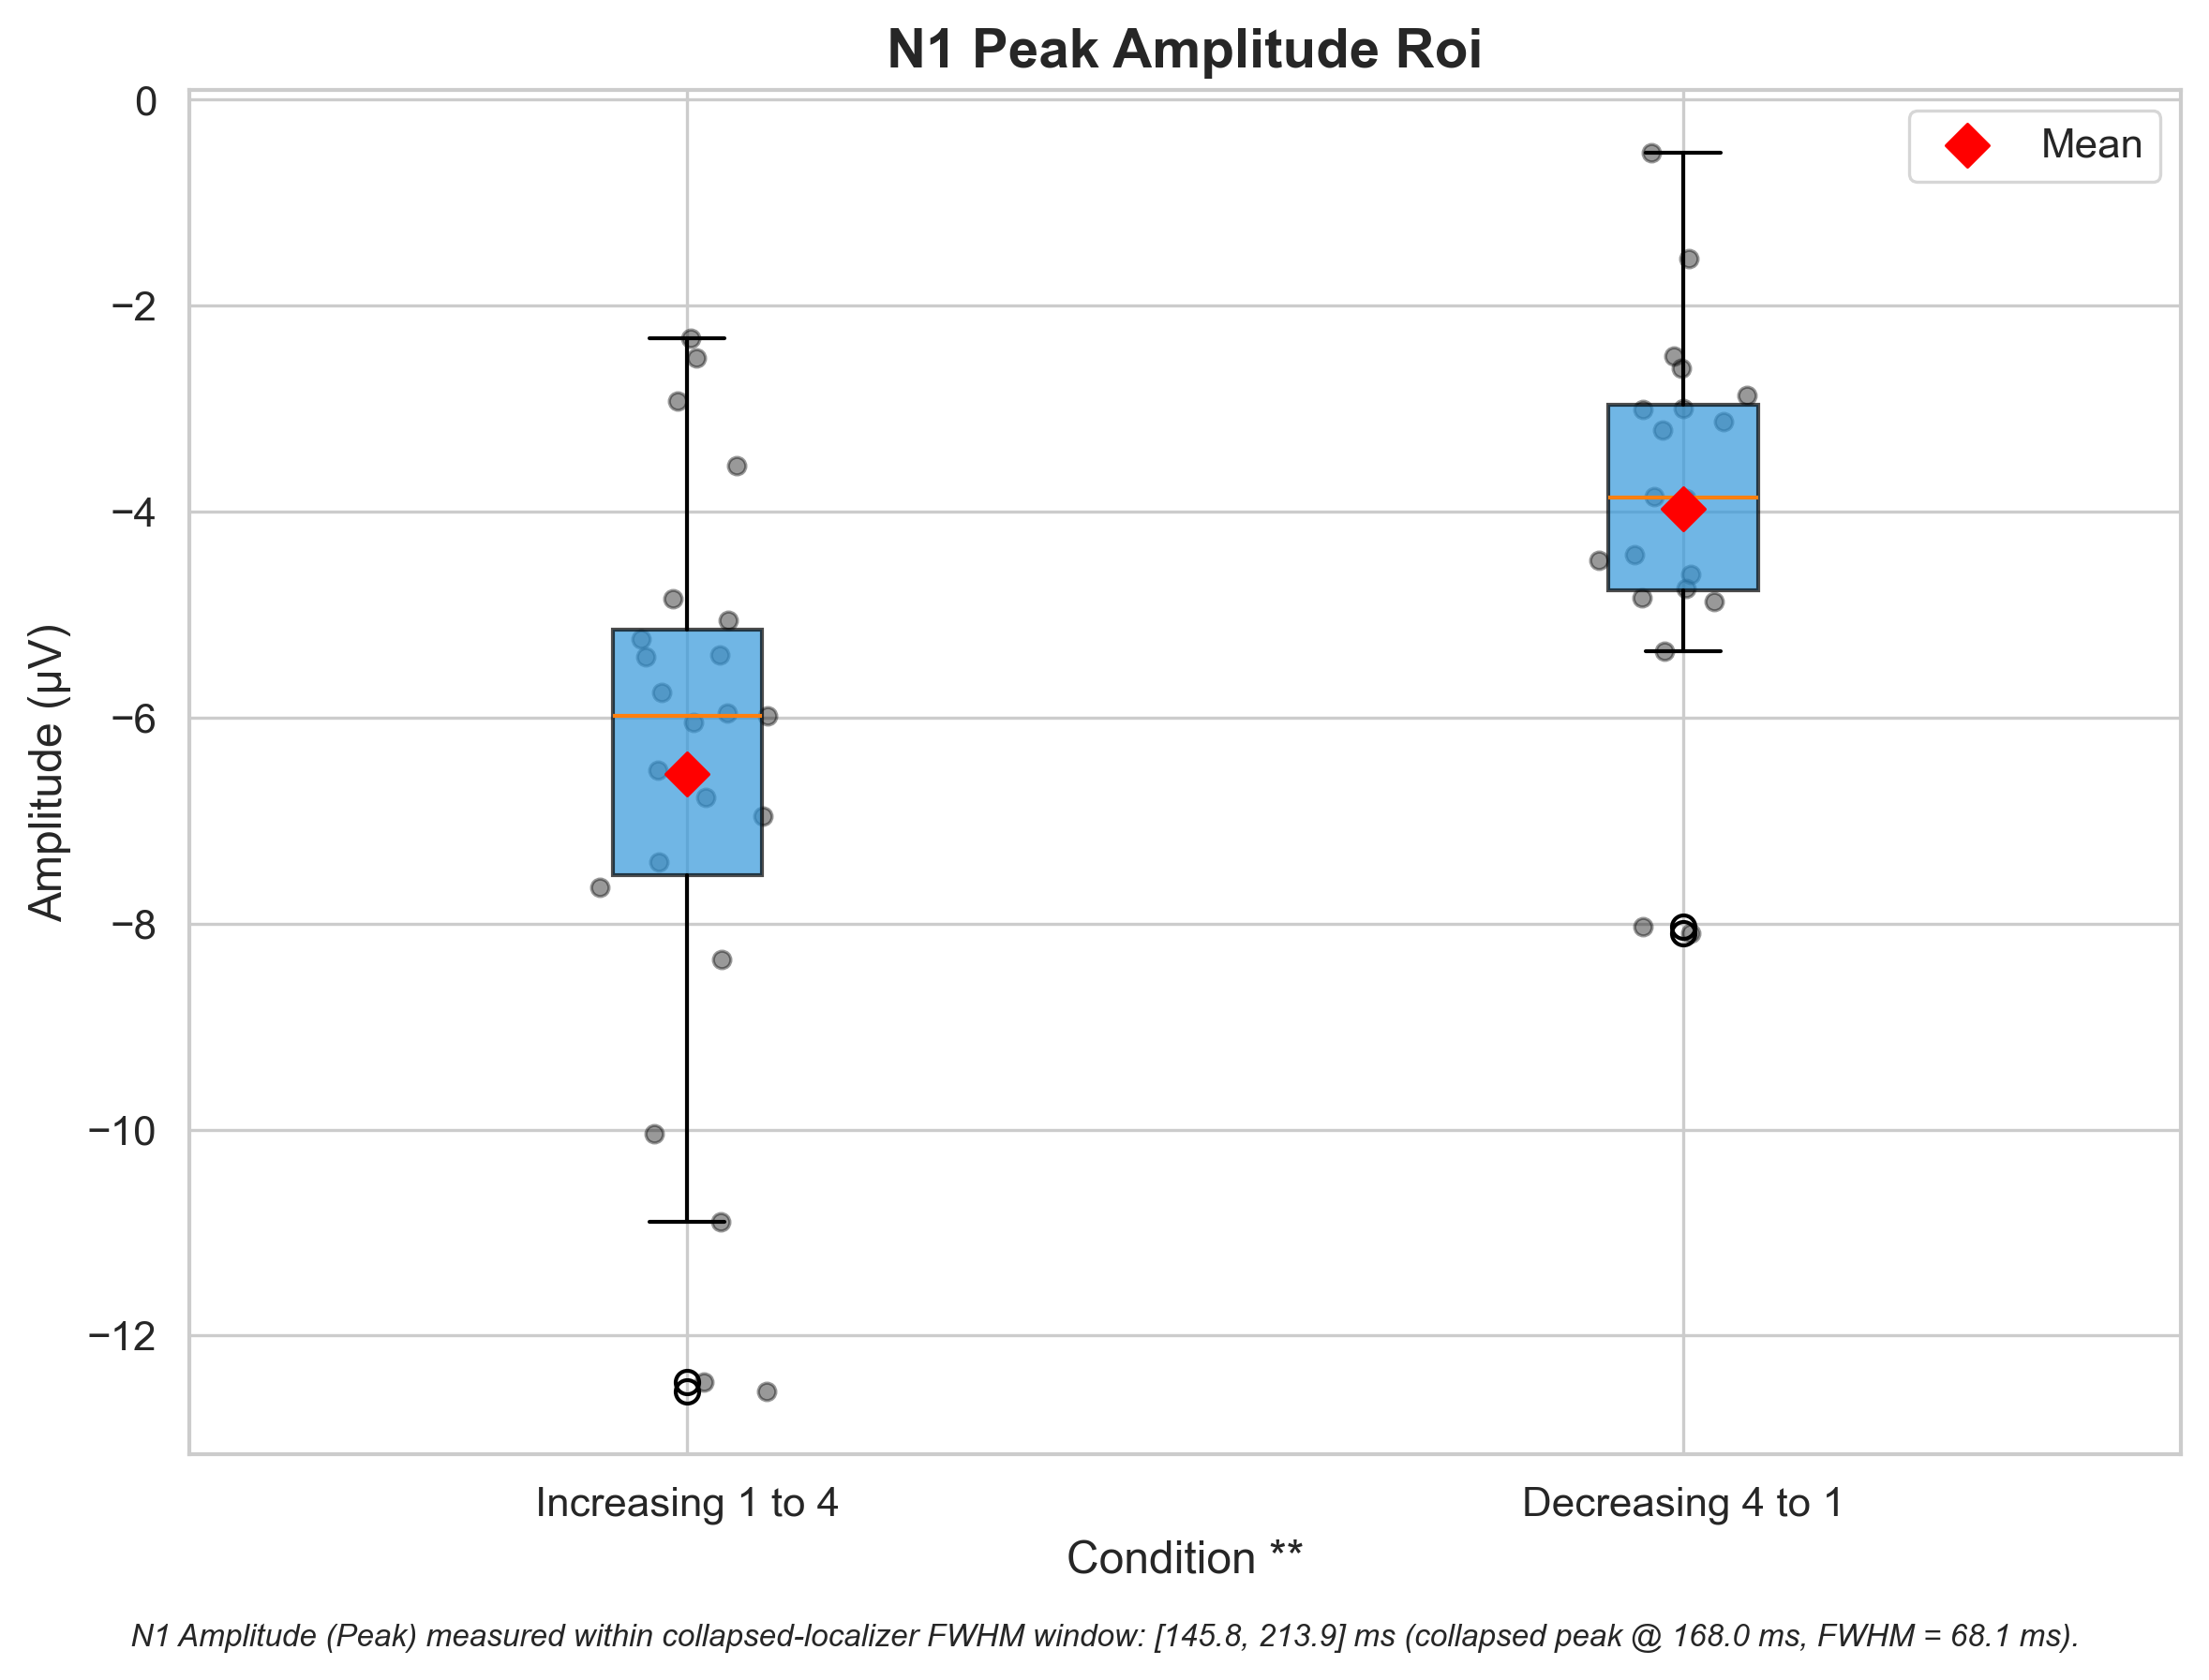 N1 Peak Amplitude Roi
Mean
0
−2
−4
−6
−8
−10
−12
Amplitude (μV)
Increasing 1 to 4
Decreasing 4 to 1
Condition **
N1 Amplitude (Peak) measured within collapsed-localizer FWHM window: [145.8, 213.9] ms (collapsed peak @ 168.0 ms, FWHM = 68.1 ms).